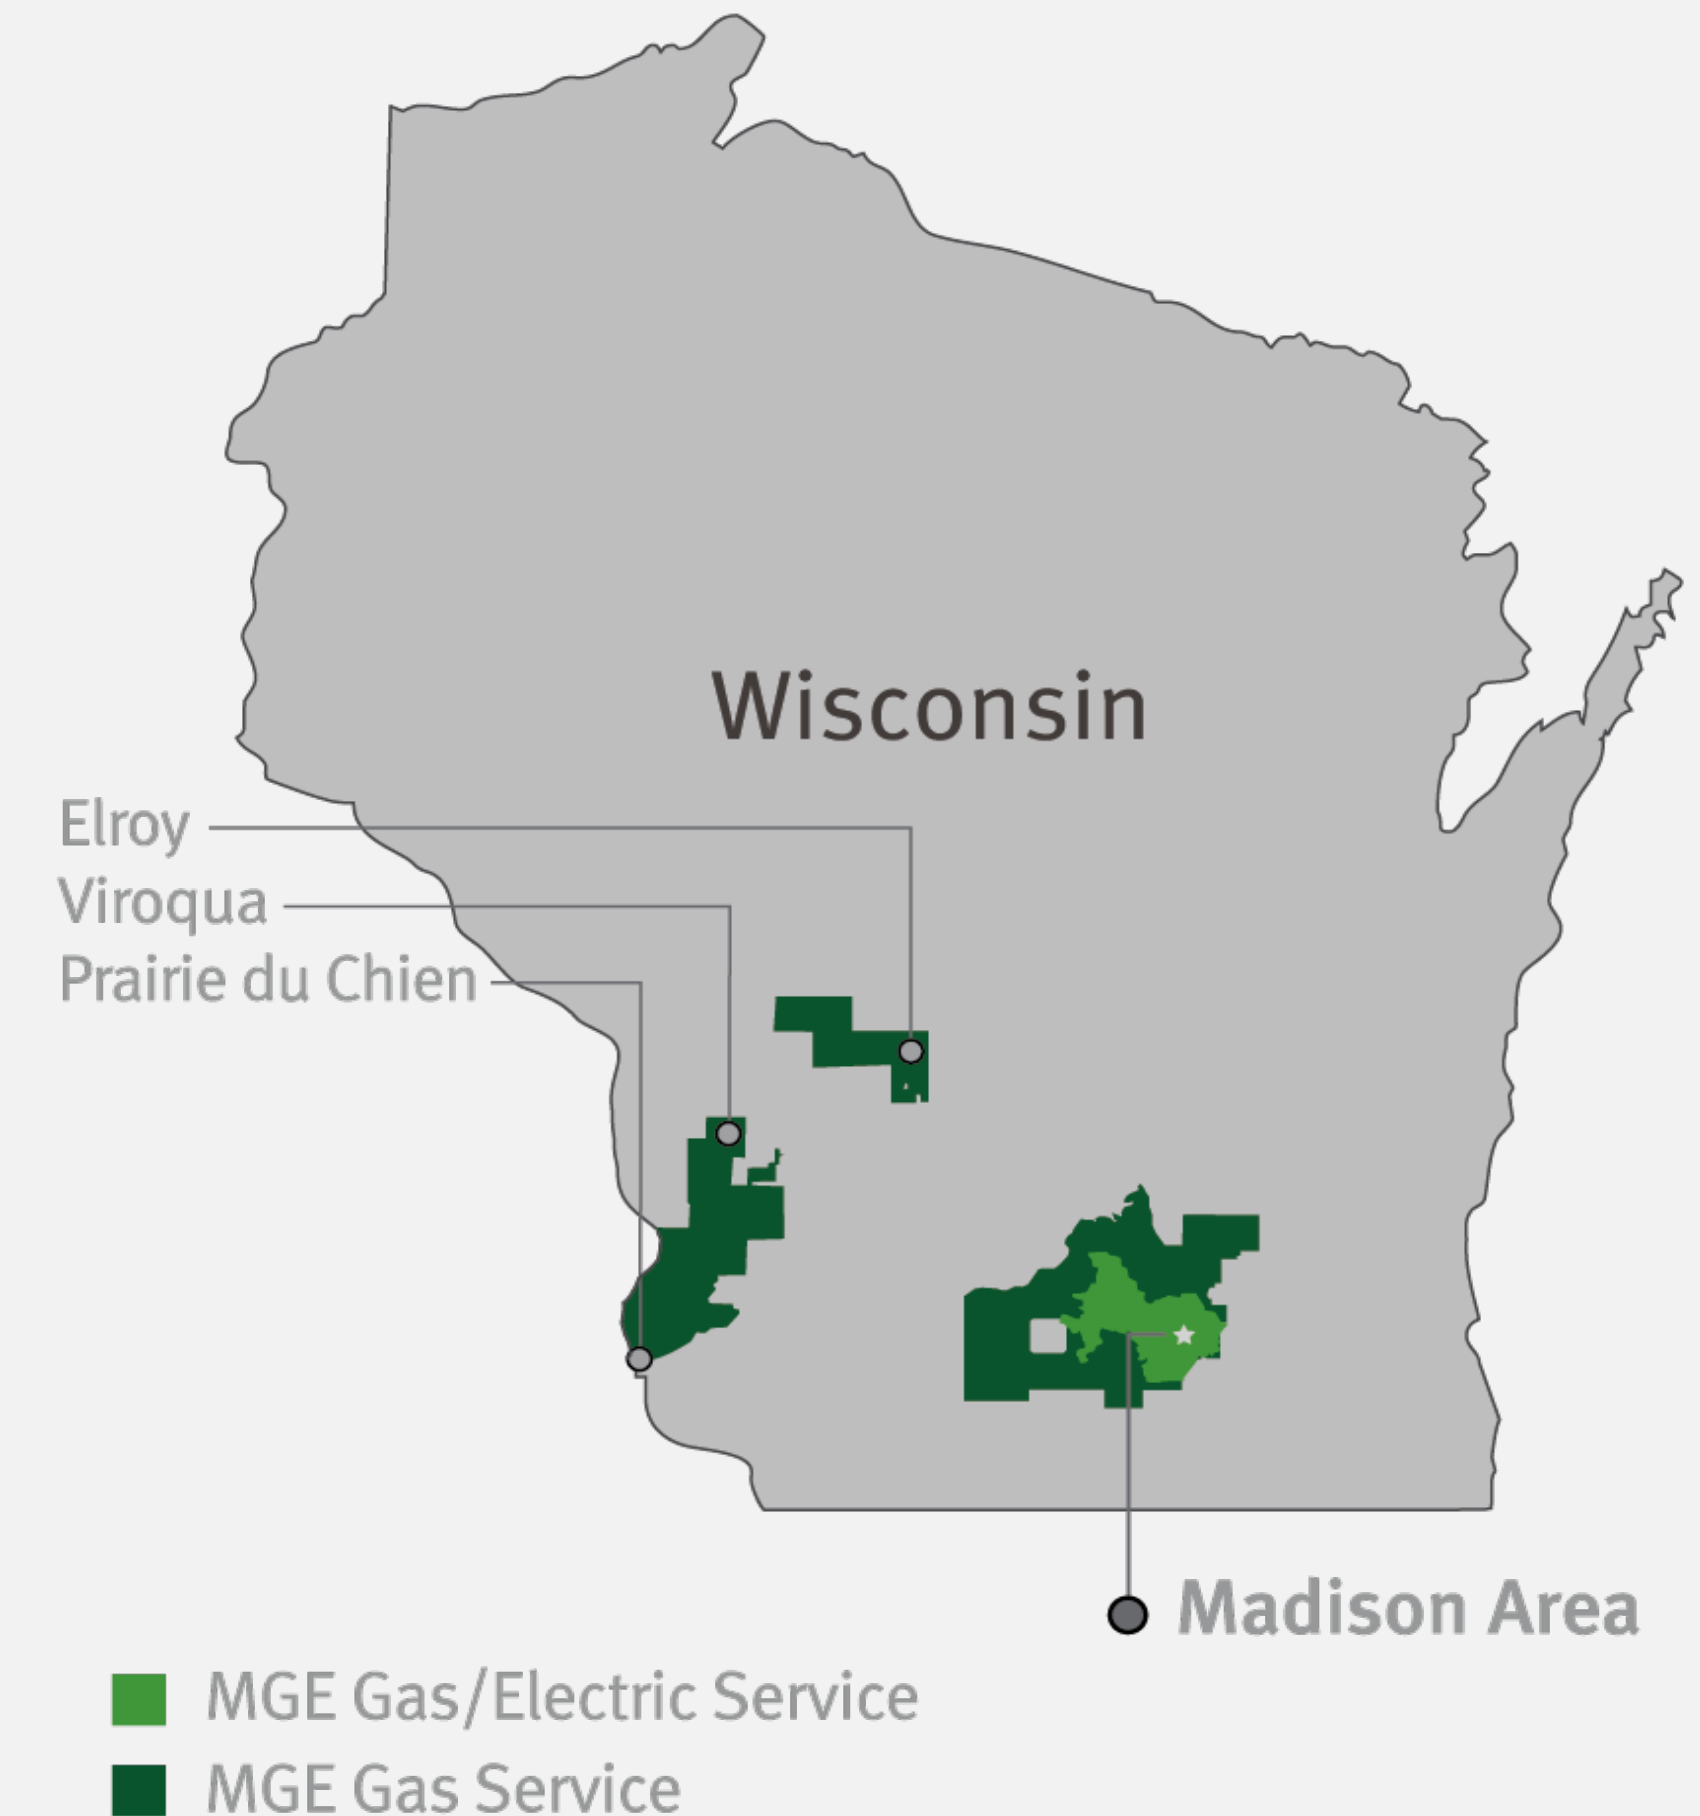 Wisconsin
Elroy
Viroqua
Prairie du Chien
Madison Area
MGE Gas/Electric Service
MGE Gas Service